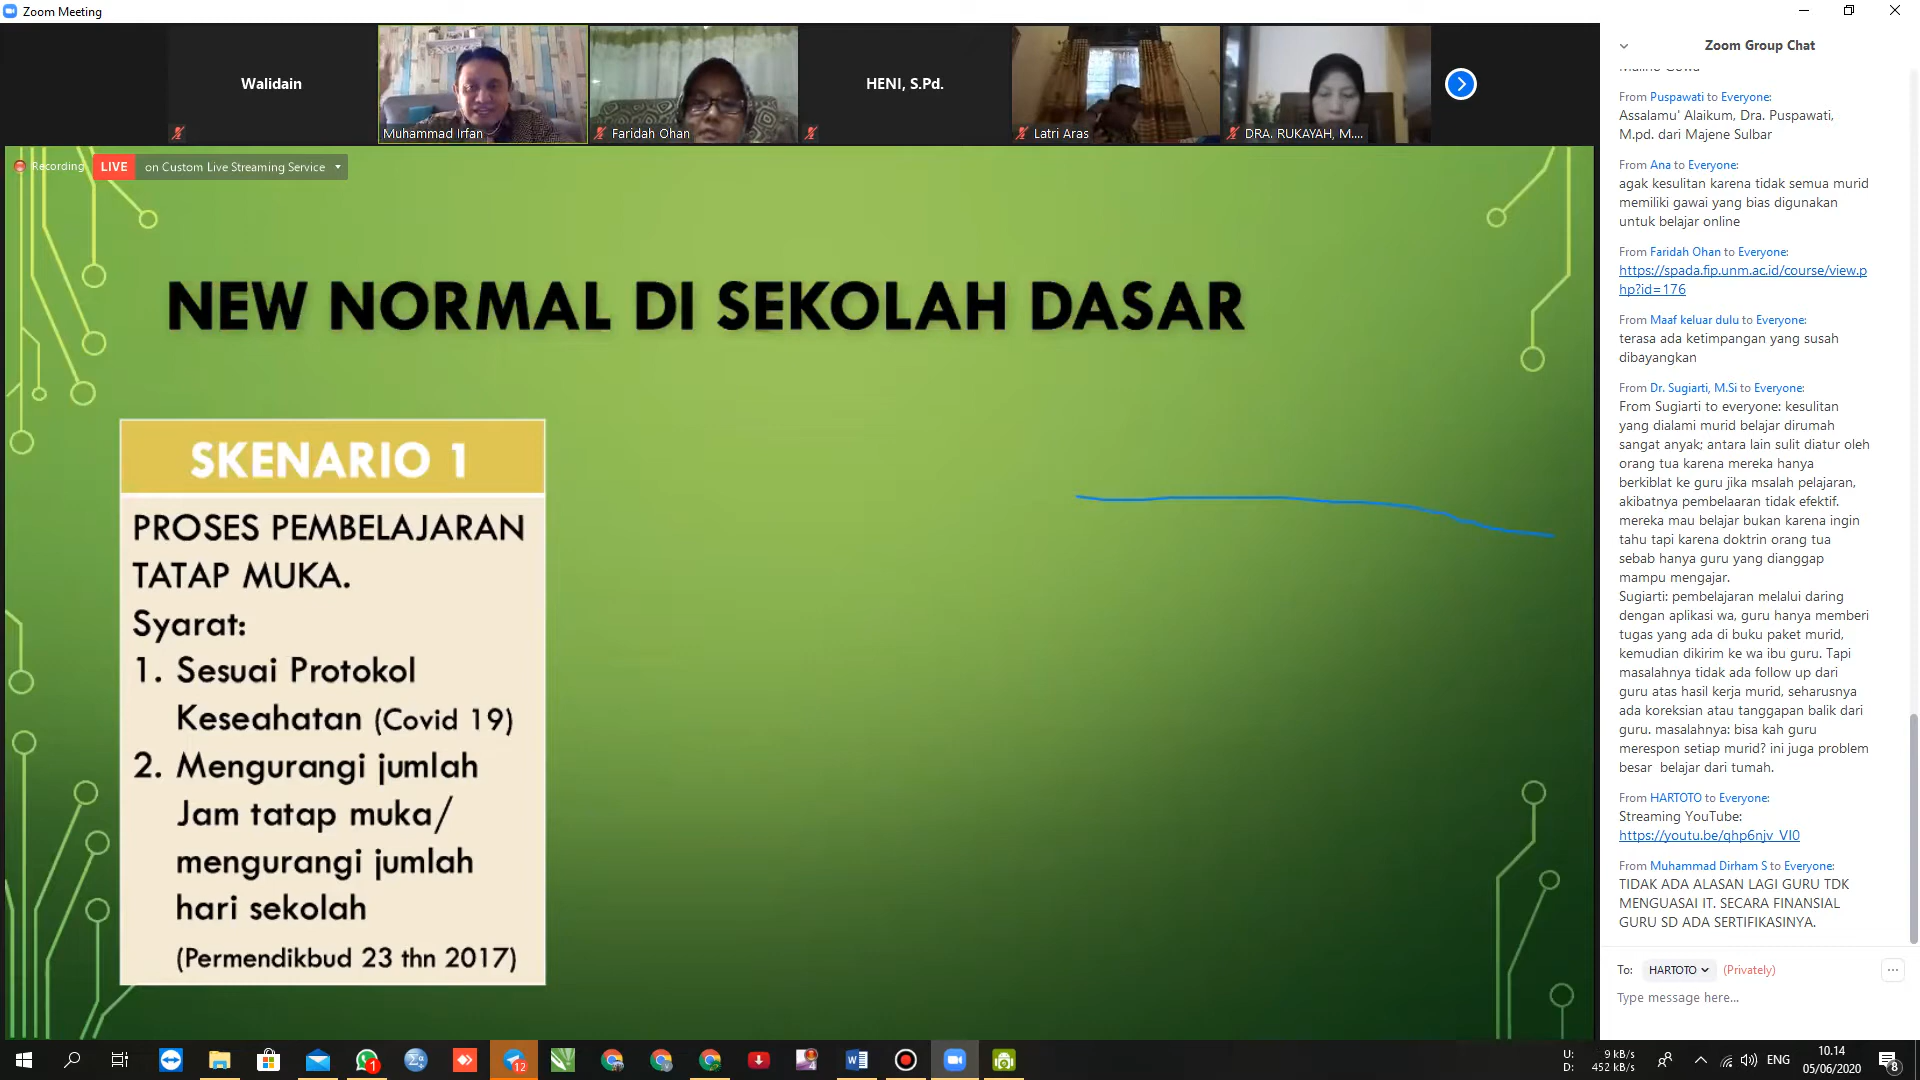 Zoom Meeting
Walidain
Muhammad Irfan
Faridah Ohan
HENI, S.Pd.
Latri Aras
DRA. RUKAYAH, M....
Recording
LIVE
on Custom Live Streaming Service
NEW NORMAL DI SEKOLAH DASAR
SKENARIO 1
PROSES PEMBELAJARAN
TATAP MUKA.
Syarat:
1. Sesuai Protokol
Keseahatan (Covid 19)
2. Mengurangi jumlah
Jam tatap muka/
mengurangi jumlah
hari sekolah
(Permendikbud 23 thn 2017)
Zoom Group Chat
From Puspawati to Everyone:
Assalamu' Alaikum, Dra. Puspawati,
M.pd. dari Majene Sulbar
From Ana to Everyone:
agak kesulitan karena tidak semua murid
memiliki gawai yang bias digunakan
untuk belajar online
From Faridah Ohan to Everyone:
https://spada.fip.unm.ac.id/course/view.p
hp?id=176
From Maaf keluar dulu to Everyone:
terasa ada ketimpangan yang susah
dibayangkan
From Dr. Sugiarti, M.Si to Everyone:
From Sugiarti to everyone: kesulitan
yang dialami murid belajar dirumah
sangat anyak; antara lain sulit diatur oleh
orang tua karena mereka hanya
berkiblat ke guru jika msalah pelajaran,
akibatnya pembelaaran tidak efektif.
mereka mau belajar bukan karena ingin
tahu tapi karena doktrin orang tua
sebab hanya guru yang dianggap
mampu mengajar.
Sugiarti: pembelajaran melalui daring
dengan aplikasi wa, guru hanya memberi
tugas yang ada di buku paket murid,
kemudian dikirim ke wa ibu guru. Tapi
masalahnya tidak ada follow up dari
guru atas hasil kerja murid, seharusnya
ada koreksian atau tanggapan balik dari
guru. masalahnya: bisa kah guru
merespon setiap murid? ini juga problem
besar  belajar dari tumah.
From HARTOTO to Everyone:
Streaming YouTube:
https://youtu.be/qhp6njv_VI0
From Muhammad Dirham S to Everyone:
TIDAK ADA ALASAN LAGI GURU TDK
MENGUASAI IT. SECARA FINANSIAL
GURU SD ADA SERTIFIKASINYA.
To: HARTOTO (Privately)
Type message here...
1
12
4
U: 9 kB/s
D: 452 kB/s
ENG
10.14
05/06/2020
8